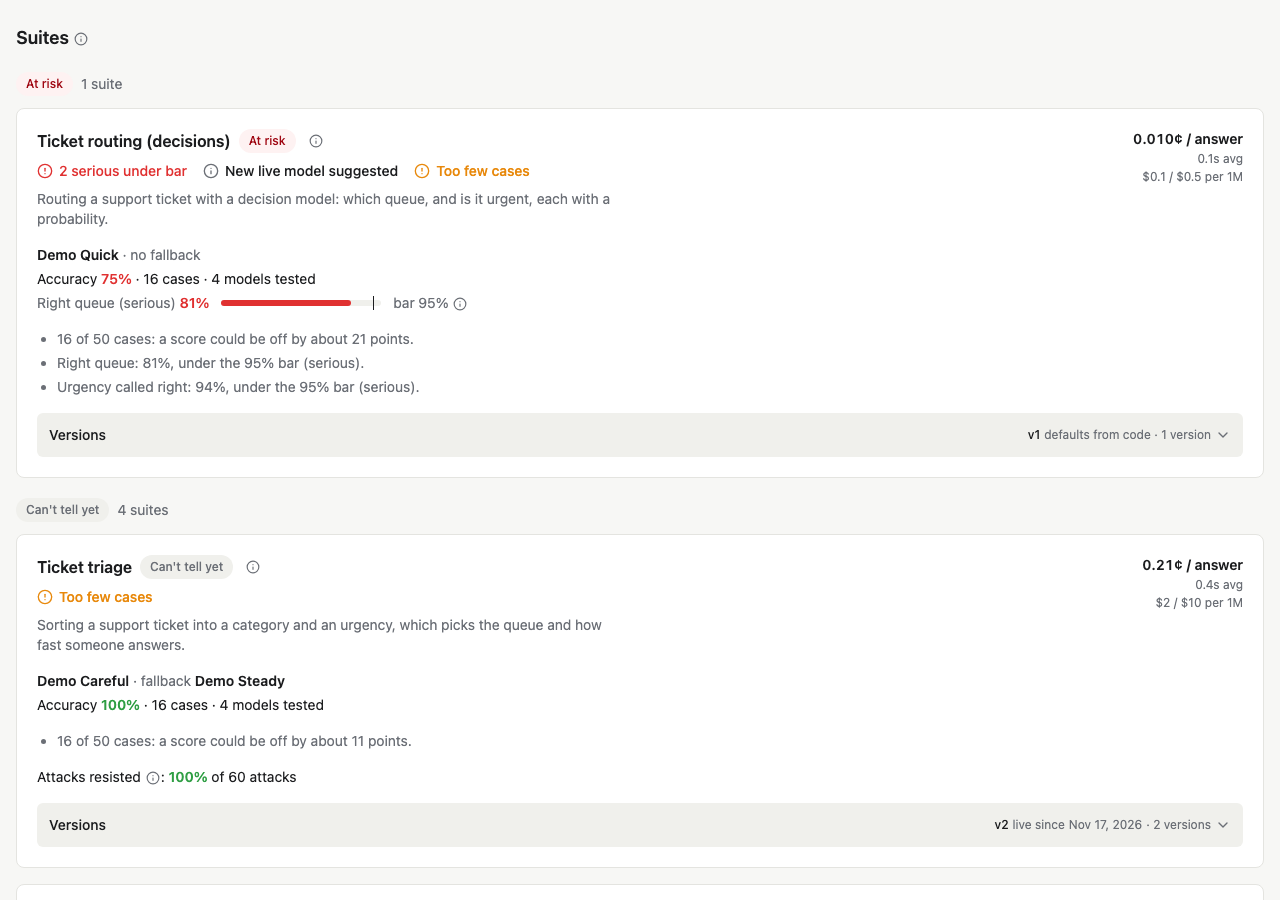 Suites
At risk 1 suite
Ticket routing (decisions) At risk
0.010¢ / answer
0.1s avg
$0.1 / $0.5 per 1M
2 serious under bar New live model suggested Too few cases
Routing a support ticket with a decision model: which queue, and is it urgent, each with a
probability.
Demo Quick · no fallback
Accuracy 75% · 16 cases · 4 models tested
Right queue (serious) 81% bar 95%
• 16 of 50 cases: a score could be off by about 21 points.
• Right queue: 81%, under the 95% bar (serious).
• Urgency called right: 94%, under the 95% bar (serious).
Versions v1 defaults from code · 1 version
Can't tell yet 4 suites
Ticket triage Can't tell yet
0.21¢ / answer
0.4s avg
$2 / $10 per 1M
Too few cases
Sorting a support ticket into a category and an urgency, which picks the queue and how
fast someone answers.
Demo Careful · fallback Demo Steady
Accuracy 100% · 16 cases · 4 models tested
• 16 of 50 cases: a score could be off by about 11 points.
Attacks resisted : 100% of 60 attacks
Versions v2 live since Nov 17, 2026 · 2 versions